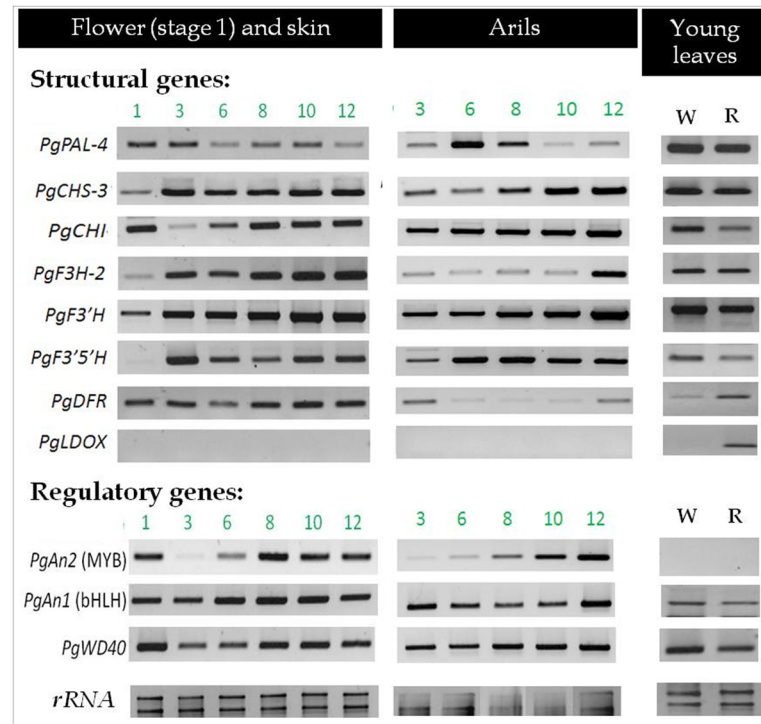 Flower (stage 1) and skin
Arils
Young
leaves
Structural genes:
1 3 6 8 10 12
3 6 8 10 12
W R
PgPAL-4
PgCHS-3
PgCHI
PgF3H-2
PgF3'H
PgF3'5'H
PgDFR
PgLDOX
Regulatory genes:
1 3 6 8 10 12
3 6 8 10 12
W R
PgAn2 (MYB)
PgAn1 (bHLH)
PgWD40
rRNA